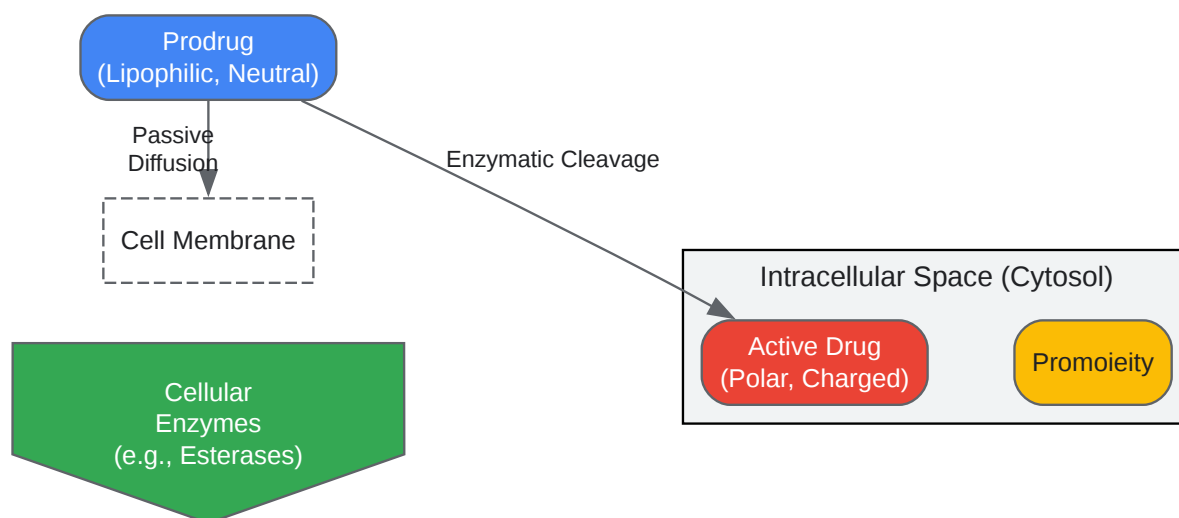 Prodrug
(Lipophilic, Neutral)
Passive
Diffusion
Enzymatic Cleavage
Cell Membrane
Intracellular Space (Cytosol)
Active Drug
(Polar, Charged)
Promoieity
Cellular
Enzymes
(e.g., Esterases)